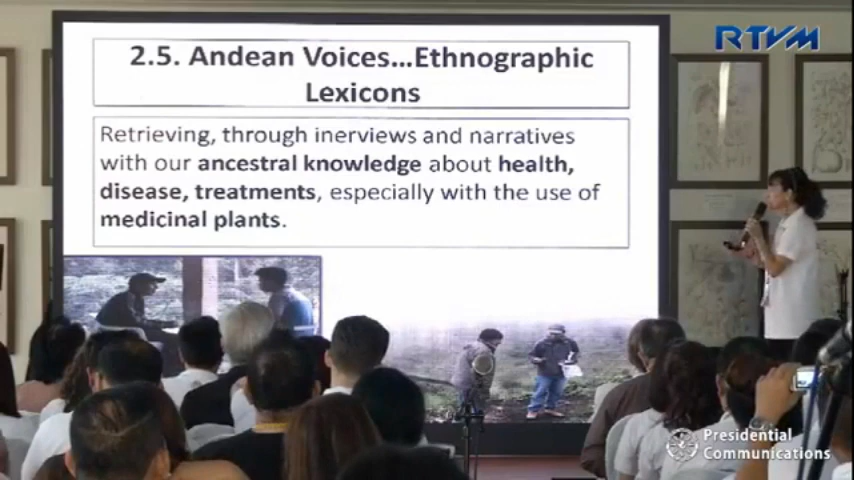 RTVM
2.5. Andean Voices...Ethnographic
Lexicons
Retrieving, through inerviews and narratives
with our ancestral knowledge about health,
disease, treatments, especially with the use of
medicinal plants.
Presidential
Communications